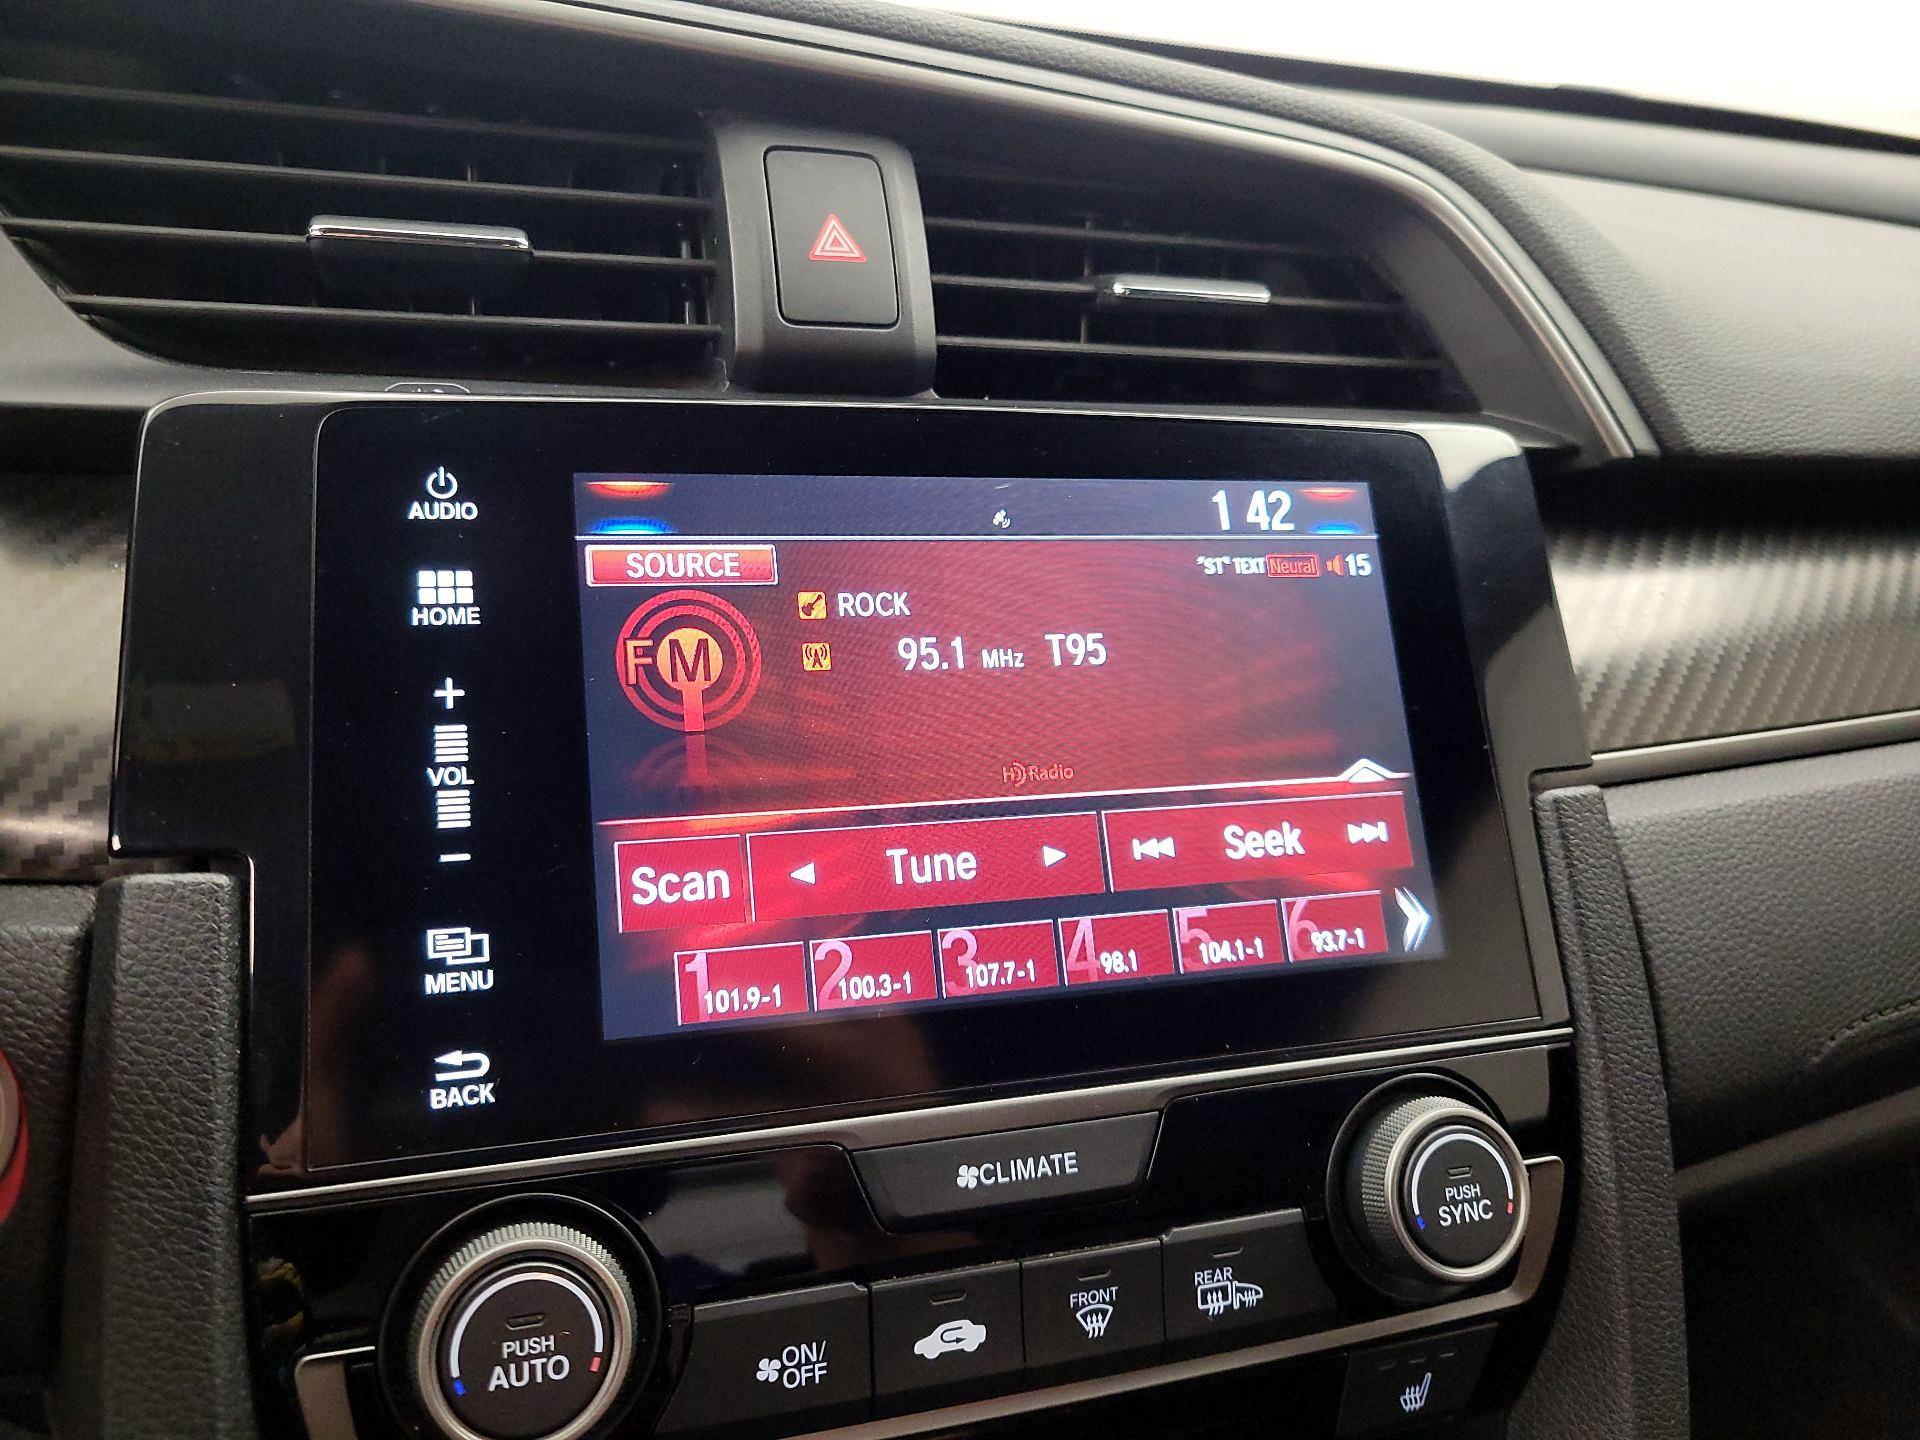 AUDIO
1 42
SOURCE
"ST" TEXT Neural 15
HOME
ROCK
FM
95.1 MHz T95
VOL
HD Radio
Scan Tune Seek
1 101.9-1
2 100.3-1
3 107.7-1
4 98.1
5 104.1-1
6 93.7-1
MENU
BACK
CLIMATE
PUSH
SYNC
PUSH
AUTO
ON/
OFF
FRONT
REAR